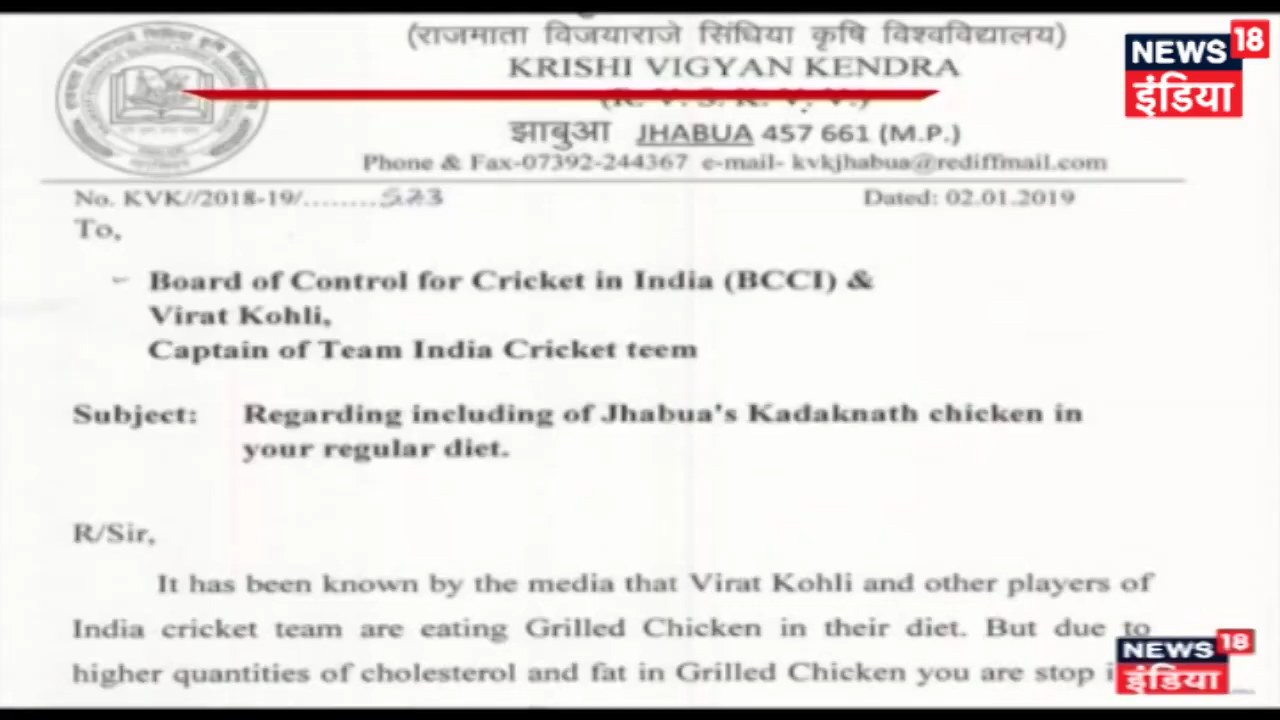 (राजमाता विजयाराजे सिंधिया कृषि विश्वविद्यालय)
KRISHI VIGYAN KENDRA
(R. V. S. K. V. V.)
झाबुआ JHABUA 457 661 (M.P.)
Phone & Fax-07392-244367 e-mail- kvkjhabua@rediffmail.com
No. KVK//2018-19/........573
Dated: 02.01.2019
To,
Board of Control for Cricket in India (BCCI) &
Virat Kohli,
Captain of Team India Cricket teem
Subject: Regarding including of Jhabua's Kadaknath chicken in
your regular diet.
R/Sir,
It has been known by the media that Virat Kohli and other players of
India cricket team are eating Grilled Chicken in their diet. But due to
higher quantities of cholesterol and fat in Grilled Chicken you are stop
NEWS 18
इंडिया
NEWS 18
इंडिया